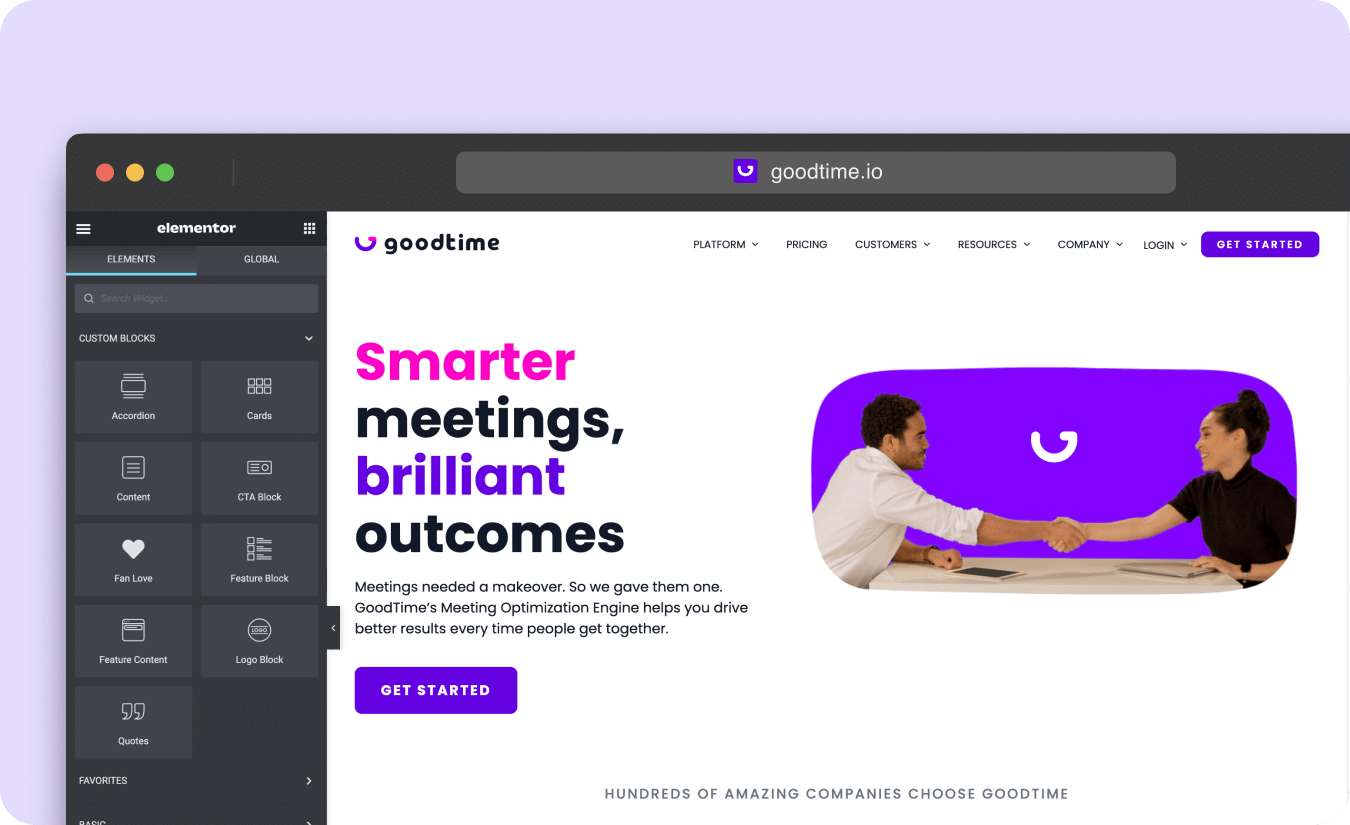 goodtime.io
elementor
ELEMENTS
GLOBAL
Search Widget...
CUSTOM BLOCKS
Accordion
Cards
Content
CTA Block
Fan Love
Feature Block
Feature Content
LOGO
Logo Block
Quotes
FAVORITES
BASIC
goodtime
PLATFORM
PRICING
CUSTOMERS
RESOURCES
COMPANY
LOGIN
GET STARTED
Smarter
meetings,
brilliant
outcomes
Meetings needed a makeover. So we gave them one.
GoodTime’s Meeting Optimization Engine helps you drive
better results every time people get together.
GET STARTED
HUNDREDS OF AMAZING COMPANIES CHOOSE GOODTIME